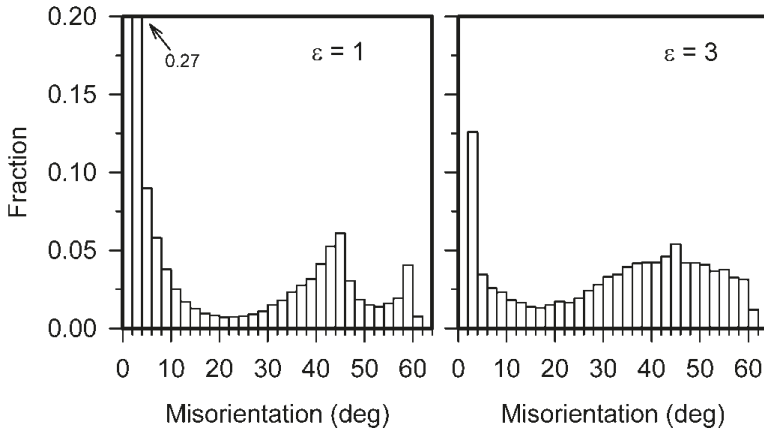 0.20
0.15
0.10
0.05
0.00
Fraction
0.27
ε = 1
ε = 3
0 10 20 30 40 50 60
0 10 20 30 40 50 60
Misorientation (deg)
Misorientation (deg)